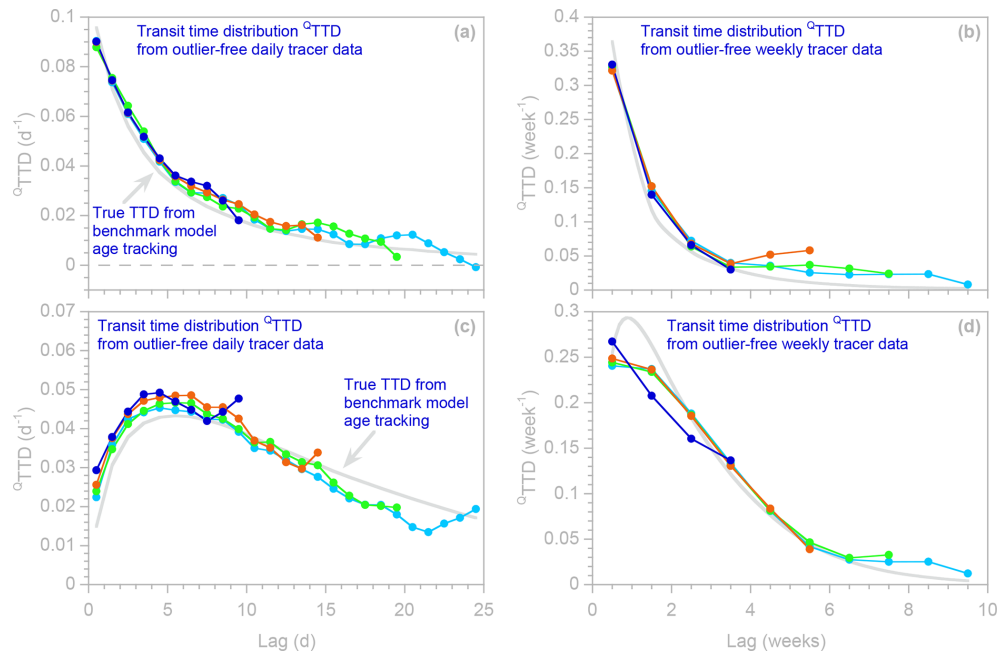 0.1
0.08
0.06
0.04
0.02
0
QTTD (d-1)
Transit time distribution QTTD
from outlier-free daily tracer data
(a)
True TTD from
benchmark model
age tracking
0.4
0.35
0.3
0.25
0.2
0.15
0.1
0.05
0
QTTD (week-1)
Transit time distribution QTTD
from outlier-free weekly tracer data
(b)
0.07
0.06
0.05
0.04
0.03
0.02
0.01
0
QTTD (d-1)
Transit time distribution QTTD
from outlier-free daily tracer data
(c)
True TTD from
benchmark model
age tracking
0 5 10 15 20 25
Lag (d)
0.3
0.25
0.2
0.15
0.1
0.05
0
QTTD (week-1)
Transit time distribution QTTD
from outlier-free weekly tracer data
(d)
0 2 4 6 8 10
Lag (weeks)